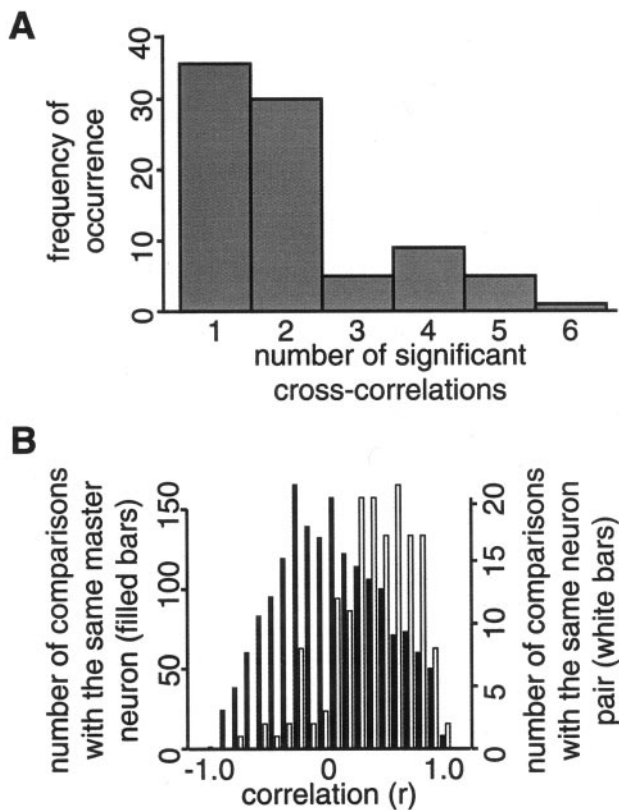 A
frequency of
occurrence
40
30
20
10
0
1 2 3 4 5 6
number of significant
cross-correlations
B
number of comparisons
with the same master
neuron (filled bars)
150
100
50
0
20
15
10
5
0
number of comparisons
with the same neuron
pair (white bars)
-1.0 0 1.0
correlation (r)